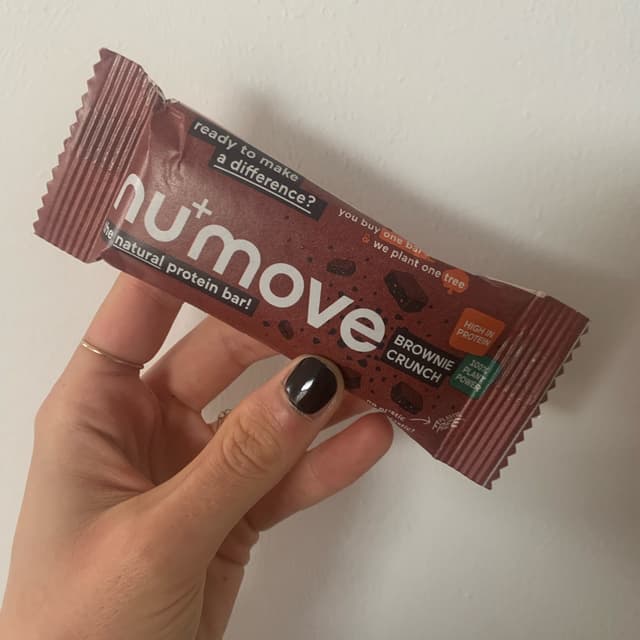 ready to make
a difference?
nu+move
the natural protein bar!
you buy one bar
& we plant one tree
HIGH IN
PROTEIN
BROWNIE
CRUNCH
100%
PLANT
POWER